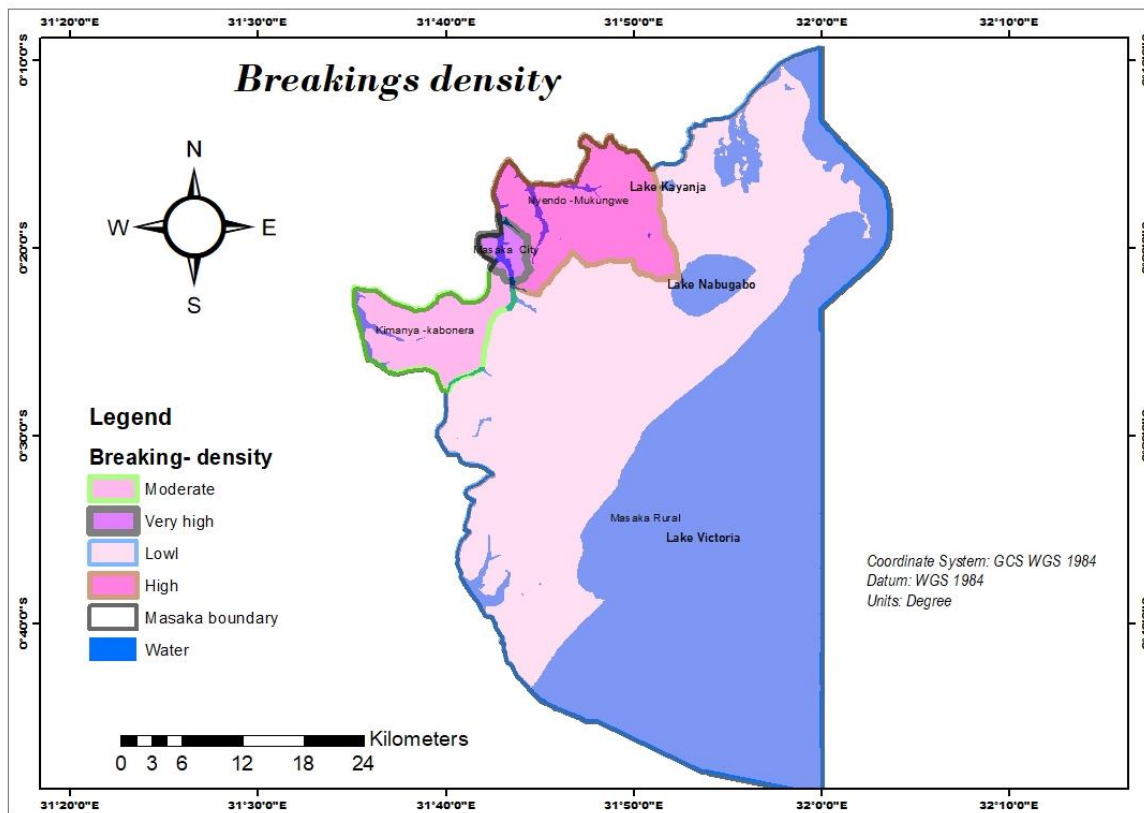 31°20'0"E 31°30'0"E 31°40'0"E 31°50'0"E 32°0'0"E 32°10'0"E
Breakings density
0°10'0"S
0°20'0"S
0°30'0"S
0°40'0"S
N
W E
S
Lake Kayanja
Nyendo -Mukungwe
Masaka City
Lake Nabugabo
Kimanya -kabonera
Masaka Rural
Lake Victoria
Legend
Breaking- density
Moderate
Very high
Lowl
High
Masaka boundary
Water
Coordinate System: GCS WGS 1984
Datum: WGS 1984
Units: Degree
Kilometers
0 3 6 12 18 24
31°20'0"E 31°30'0"E 31°40'0"E 31°50'0"E 32°0'0"E 32°10'0"E